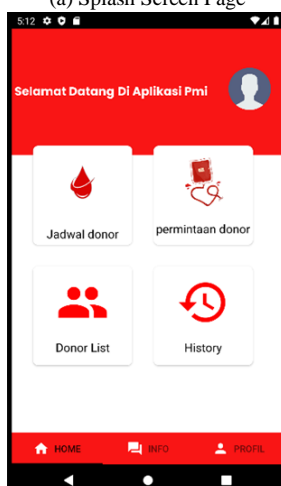 (a) Splash Screen Page
5:12
Selamat Datang Di Aplikasi Pmi
Jadwal donor
permintaan donor
Donor List
History
HOME
INFO
PROFIL